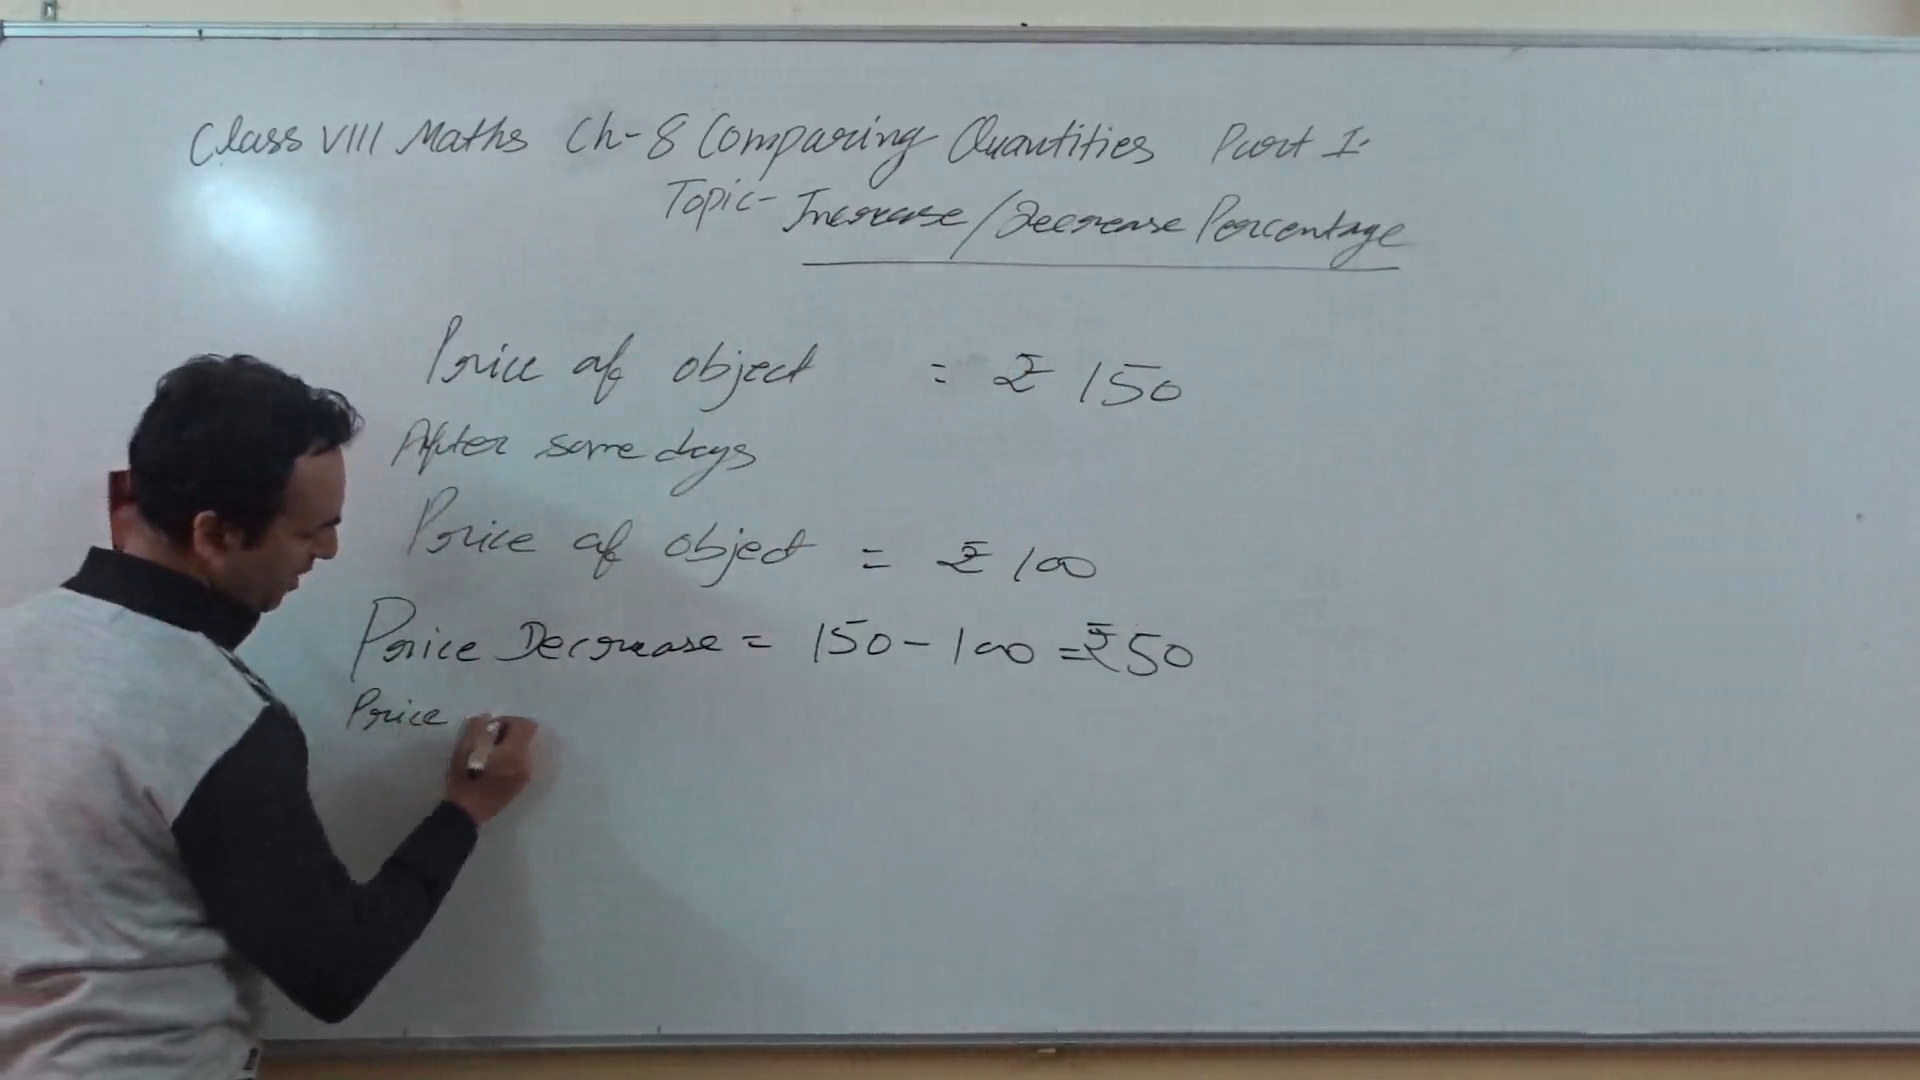 Class VIII Maths Ch-8 Comparing Quantities Part I.
Topic- Increase/Decrease Percentage
Price of object = ₹ 150
After some days
Price of object = ₹ 100
Price Decrease = 150 - 100 = ₹ 50
Price